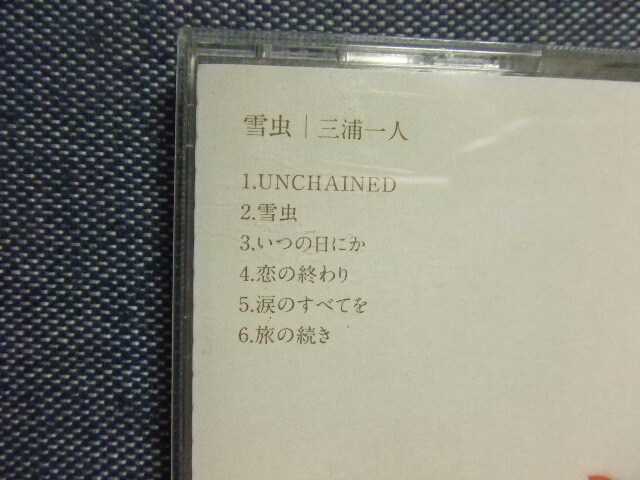 雪虫｜三浦一人
1.UNCHAINED
2.雪虫
3.いつの日にか
4.恋の終わり
5.涙のすべてを
6.旅の続き